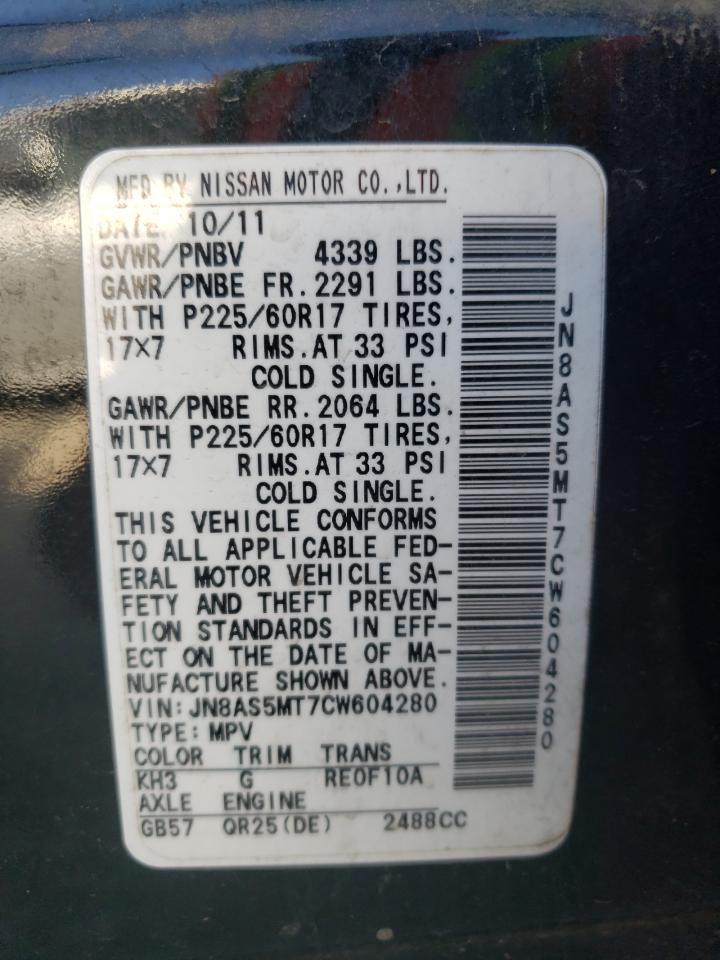 MFD BY NISSAN MOTOR CO.,LTD.
DATE 10/11
GVWR/PNBV 4339 LBS.
GAWR/PNBE FR.2291 LBS.
WITH P225/60R17 TIRES,
17×7 RIMS.AT 33 PSI
COLD SINGLE.
GAWR/PNBE RR.2064 LBS.
WITH P225/60R17 TIRES,
17×7 RIMS.AT 33 PSI
COLD SINGLE.
THIS VEHICLE CONFORMS
TO ALL APPLICABLE FED-
ERAL MOTOR VEHICLE SA-
FETY AND THEFT PREVEN-
TION STANDARDS IN EFF-
ECT ON THE DATE OF MA-
NUFACTURE SHOWN ABOVE.
VIN:JN8AS5MT7CW604280
TYPE:MPV
COLOR TRIM TRANS
KH3 G RE0F10A
AXLE ENGINE
GB57 QR25(DE) 2488CC
JN8AS5MT7CW604280